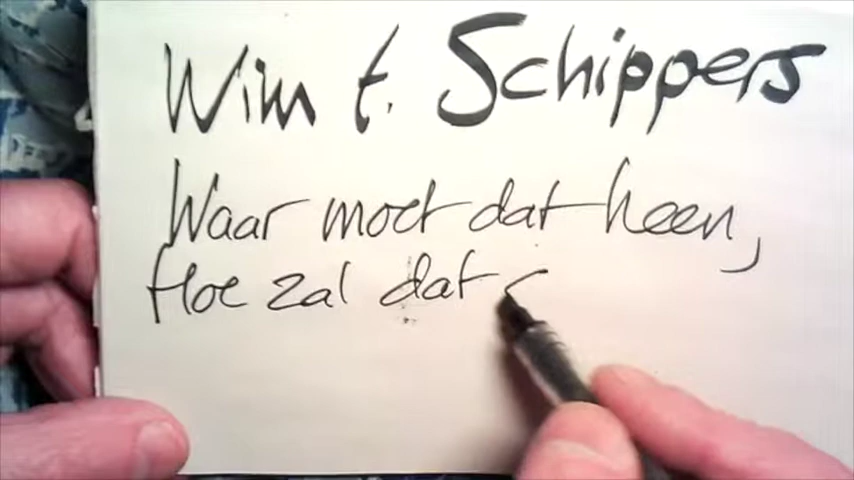 Wim t. Schippers
Waar moet dat heen,
Hoe zal dat